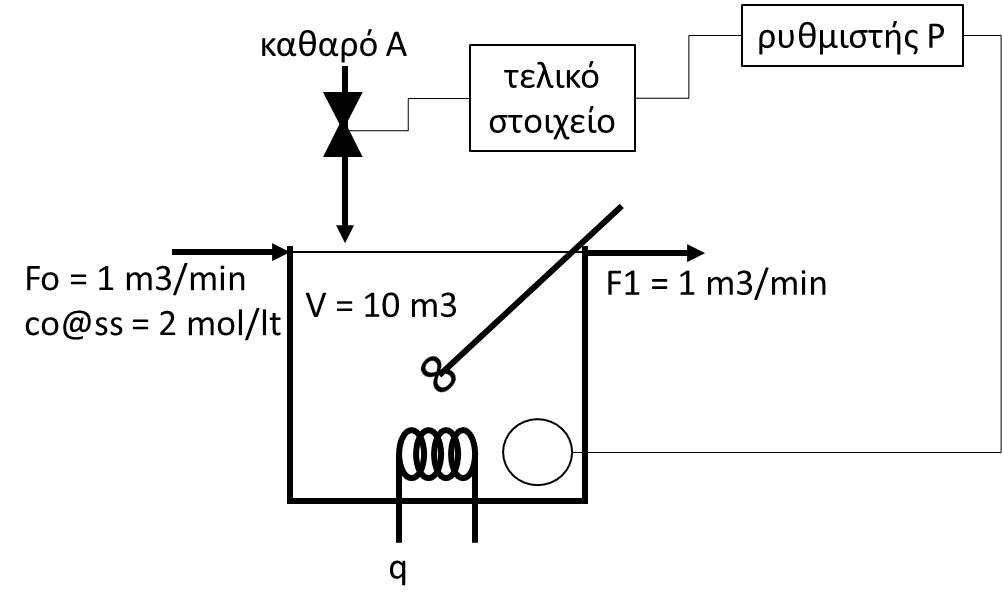 καθαρό Α
τελικό
στοιχείο
ρυθμιστής P
Fo = 1 m3/min
co@ss = 2 mol/lt
V = 10 m3
F1 = 1 m3/min
q